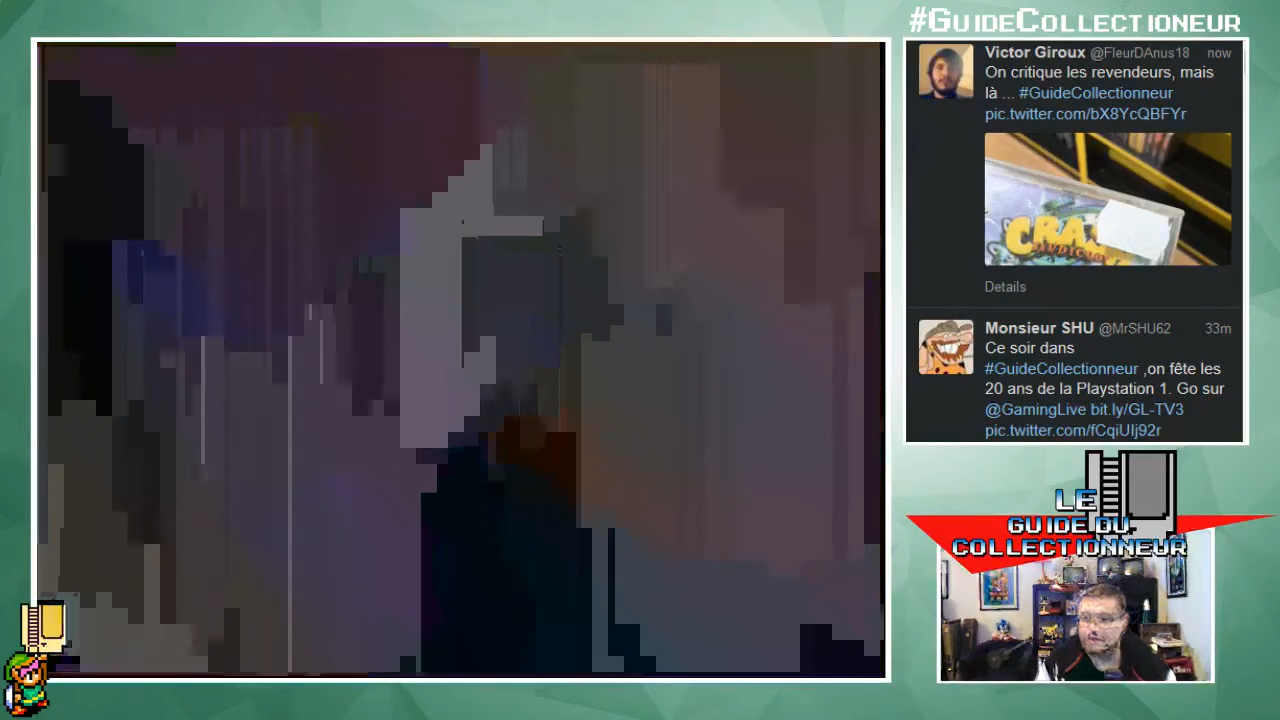 #GUIDECOLLECTIONEUR
Victor Giroux @FleurDAnus18 now
On critique les revendeurs, mais
là ... #GuideCollectionneur
pic.twitter.com/bX8YcQBFYr
CRA
BANDICOOT
Details
Monsieur SHU @MrSHU62 33m
Ce soir dans
#GuideCollectionneur ,on fête les
20 ans de la Playstation 1. Go sur
@GamingLive bit.ly/GL-TV3
pic.twitter.com/fCqiUIj92r
LE
GUIDE DU
COLLECTIONNEUR